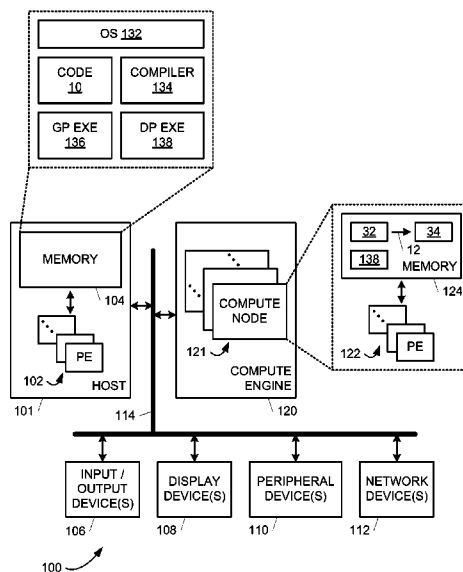 OS 132
CODE
10
COMPILER
134
GP EXE
136
DP EXE
138
MEMORY
104
PE
102
HOST
101
114
COMPUTE
NODE
121
COMPUTE
ENGINE
120
32
34
12
138
MEMORY
124
PE
122
INPUT /
OUTPUT
DEVICE(S)
106
DISPLAY
DEVICE(S)
108
PERIPHERAL
DEVICE(S)
110
NETWORK
DEVICE(S)
112
100